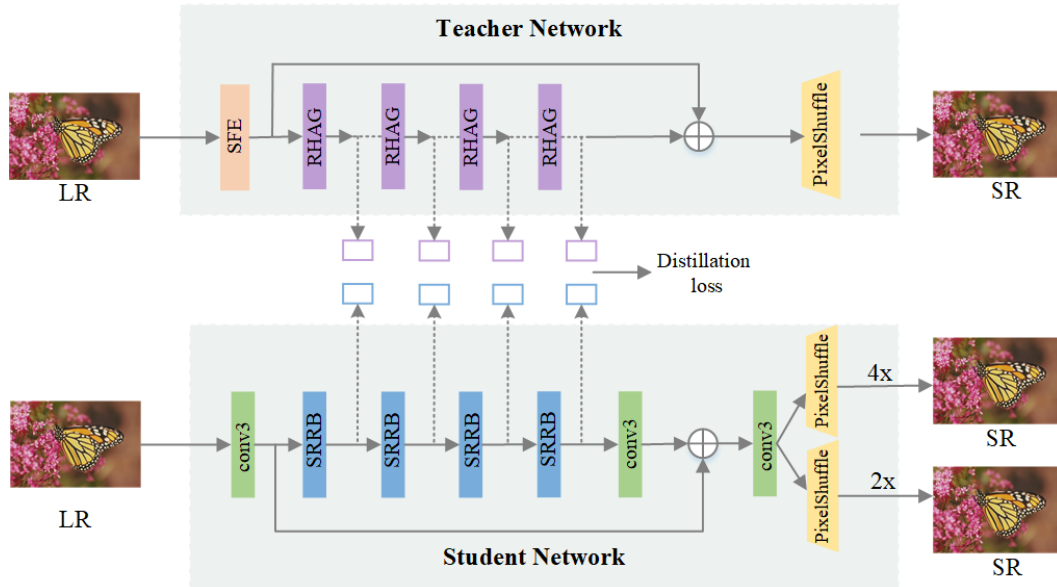 Teacher Network
LR
SFE
RHAG
RHAG
RHAG
RHAG
PixelShuffle
SR
Distillation
loss
LR
conv3
SRRB
SRRB
SRRB
SRRB
conv3
conv3
PixelShuffle
4x
SR
PixelShuffle
2x
SR
Student Network